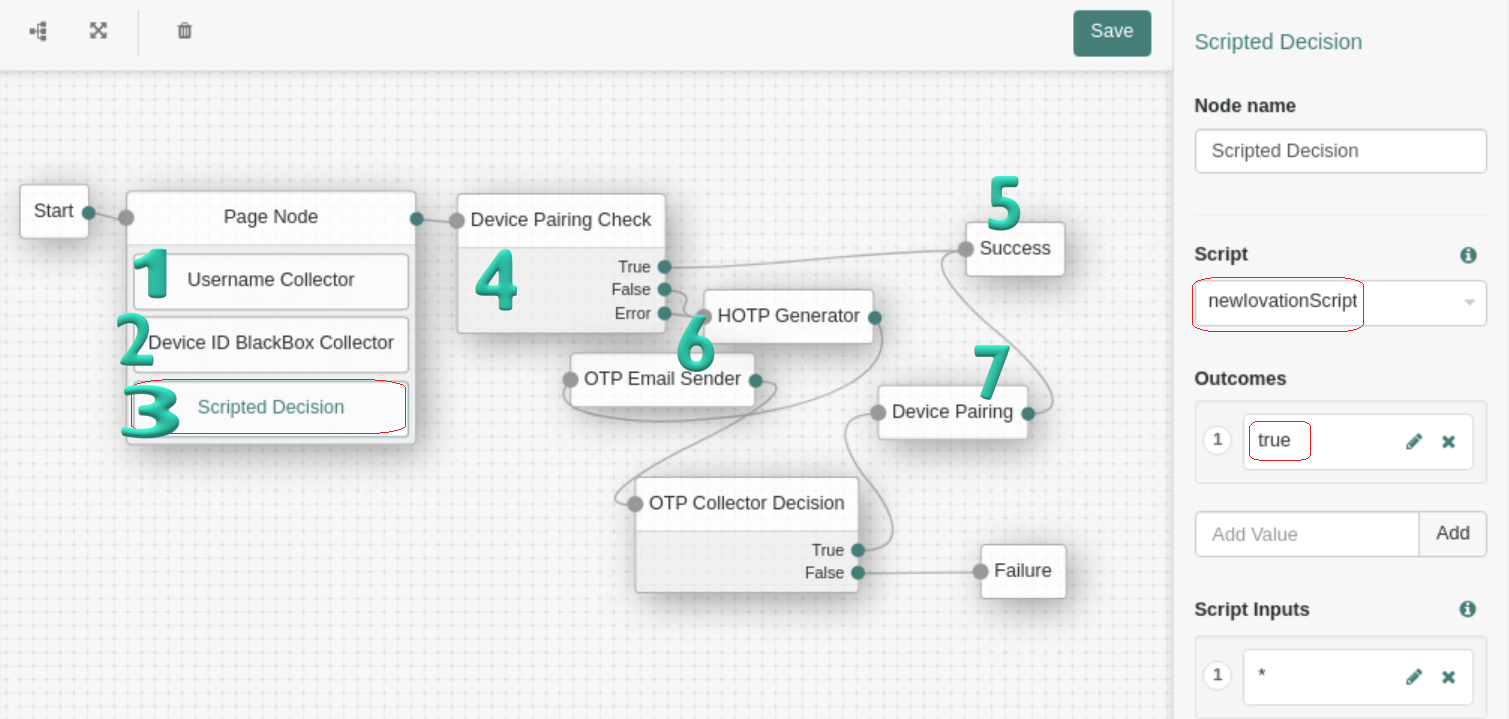 Save
Start
Page Node
1
Username Collector
2
Device ID BlackBox Collector
3
Scripted Decision
Device Pairing Check
4
True
False
Error
5
Success
HOTP Generator
6
OTP Email Sender
7
Device Pairing
OTP Collector Decision
True
False
Failure
Scripted Decision
Node name
Scripted Decision
Script
newIovationScript
Outcomes
1 true
Add Value Add
Script Inputs
1 *